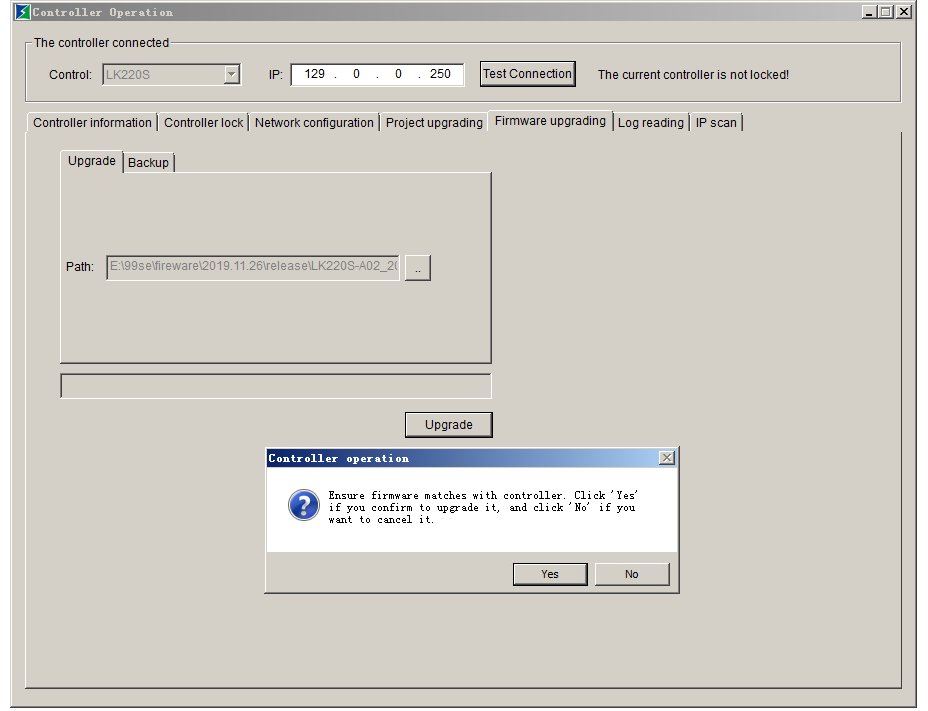 Controller Operation
The controller connected
Control: LK220S IP: 129 . 0 . 0 . 250 Test Connection The current controller is not locked!
Controller information Controller lock Network configuration Project upgrading Firmware upgrading Log reading IP scan
Upgrade Backup
Path: E:\99se\fireware\2019.11.26\release\LK220S-A02_20 ..
Upgrade
Controller operation
Ensure firmware matches with controller. Click 'Yes'
if you confirm to upgrade it, and click 'No' if you
want to cancel it.
Yes No